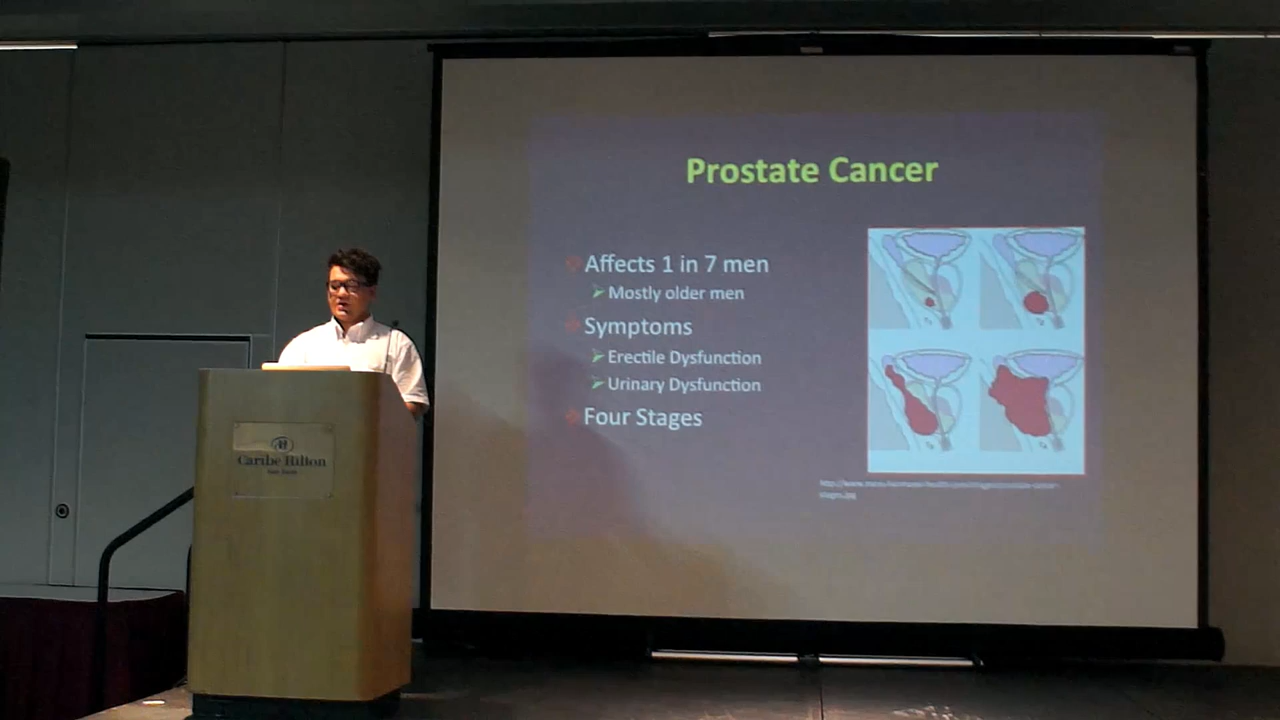 Prostate Cancer
Affects 1 in 7 men
Mostly older men
Symptoms
Erectile Dysfunction
Urinary Dysfunction
Four Stages
Caribe Hilton